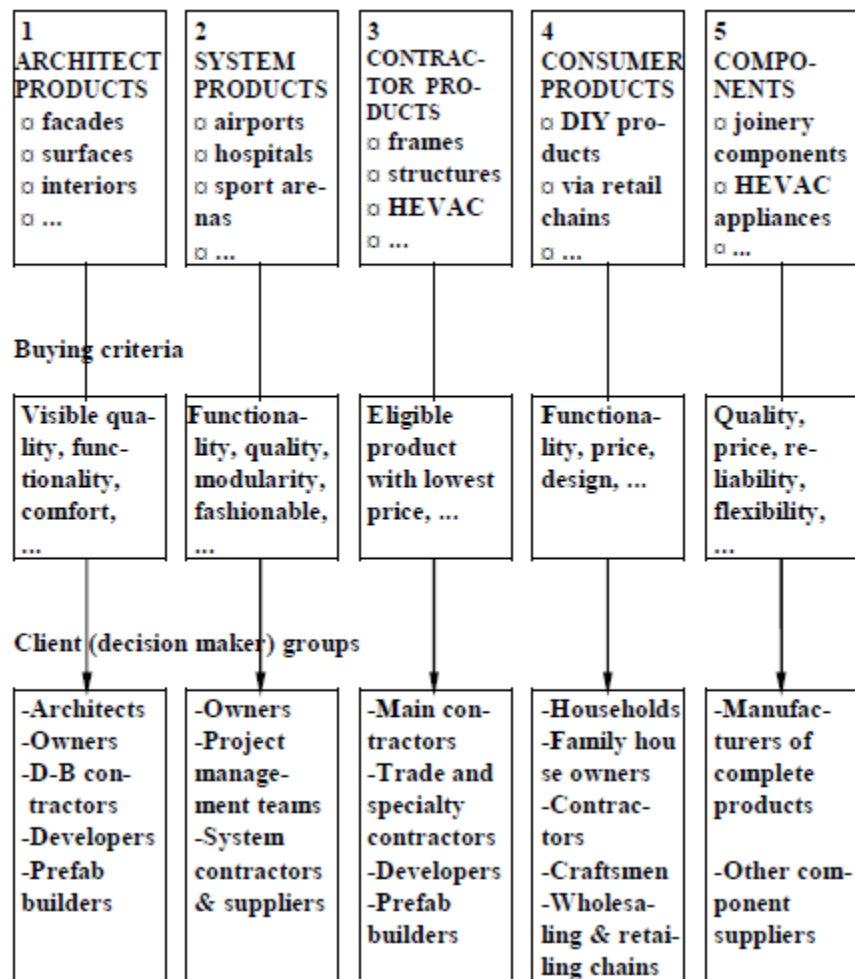 1
ARCHITECT
PRODUCTS
¤ facades
¤ surfaces
¤ interiors
¤ ...
2
SYSTEM
PRODUCTS
¤ airports
¤ hospitals
¤ sport are-
nas
¤ ...
3
CONTRAC-
TOR PRO-
DUCTS
¤ frames
¤ structures
¤ HEVAC
¤ ...
4
CONSUMER
PRODUCTS
¤ DIY pro-
ducts
¤ via retail
chains
¤ ...
5
COMPO-
NENTS
¤ joinery
components
¤ HEVAC
appliances
¤ ...
Buying criteria
Visible qua-
lity, func-
tionality,
comfort,
...
Functiona-
lity, quality,
modularity,
fashionable,
...
Eligible
product
with lowest
price, ...
Functiona-
lity, price,
design, ...
Quality,
price, re-
liability,
flexibility,
...
Client (decision maker) groups
-Architects
-Owners
-D-B con-
tractors
-Developers
-Prefab
builders
-Owners
-Project
manage-
ment teams
-System
contractors
& suppliers
-Main con-
tractors
-Trade and
specialty
contractors
-Developers
-Prefab
builders
-Households
-Family hou
se owners
-Contrac-
tors
-Craftsmen
-Wholesa-
ling & retai-
ling chains
-Manufac-
turers of
complete
products
-Other com-
ponent
suppliers